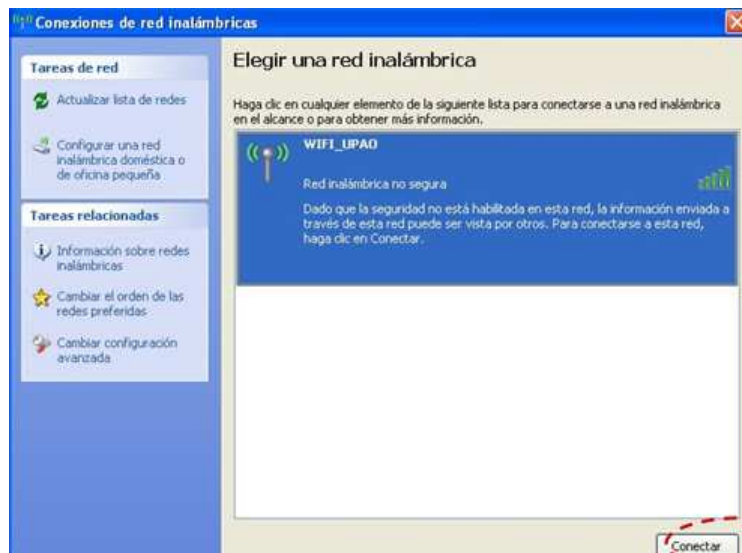 Conexiones de red inalámbricas
Tareas de red
Actualizar lista de redes
Configurar una red
inalámbrica doméstica o
de oficina pequeña
Tareas relacionadas
Información sobre redes
inalámbricas
Cambiar el orden de las
redes preferidas
Cambiar configuración
avanzada
Elegir una red inalámbrica
Haga clic en cualquier elemento de la siguiente lista para conectarse a una red inalámbrica
en el alcance o para obtener más información.
WIFI_UPAO
Red inalámbrica no segura
Dado que la seguridad no está habilitada en esta red, la información enviada a
través de esta red puede ser vista por otros. Para conectarse a esta red,
haga clic en Conectar.
Conectar